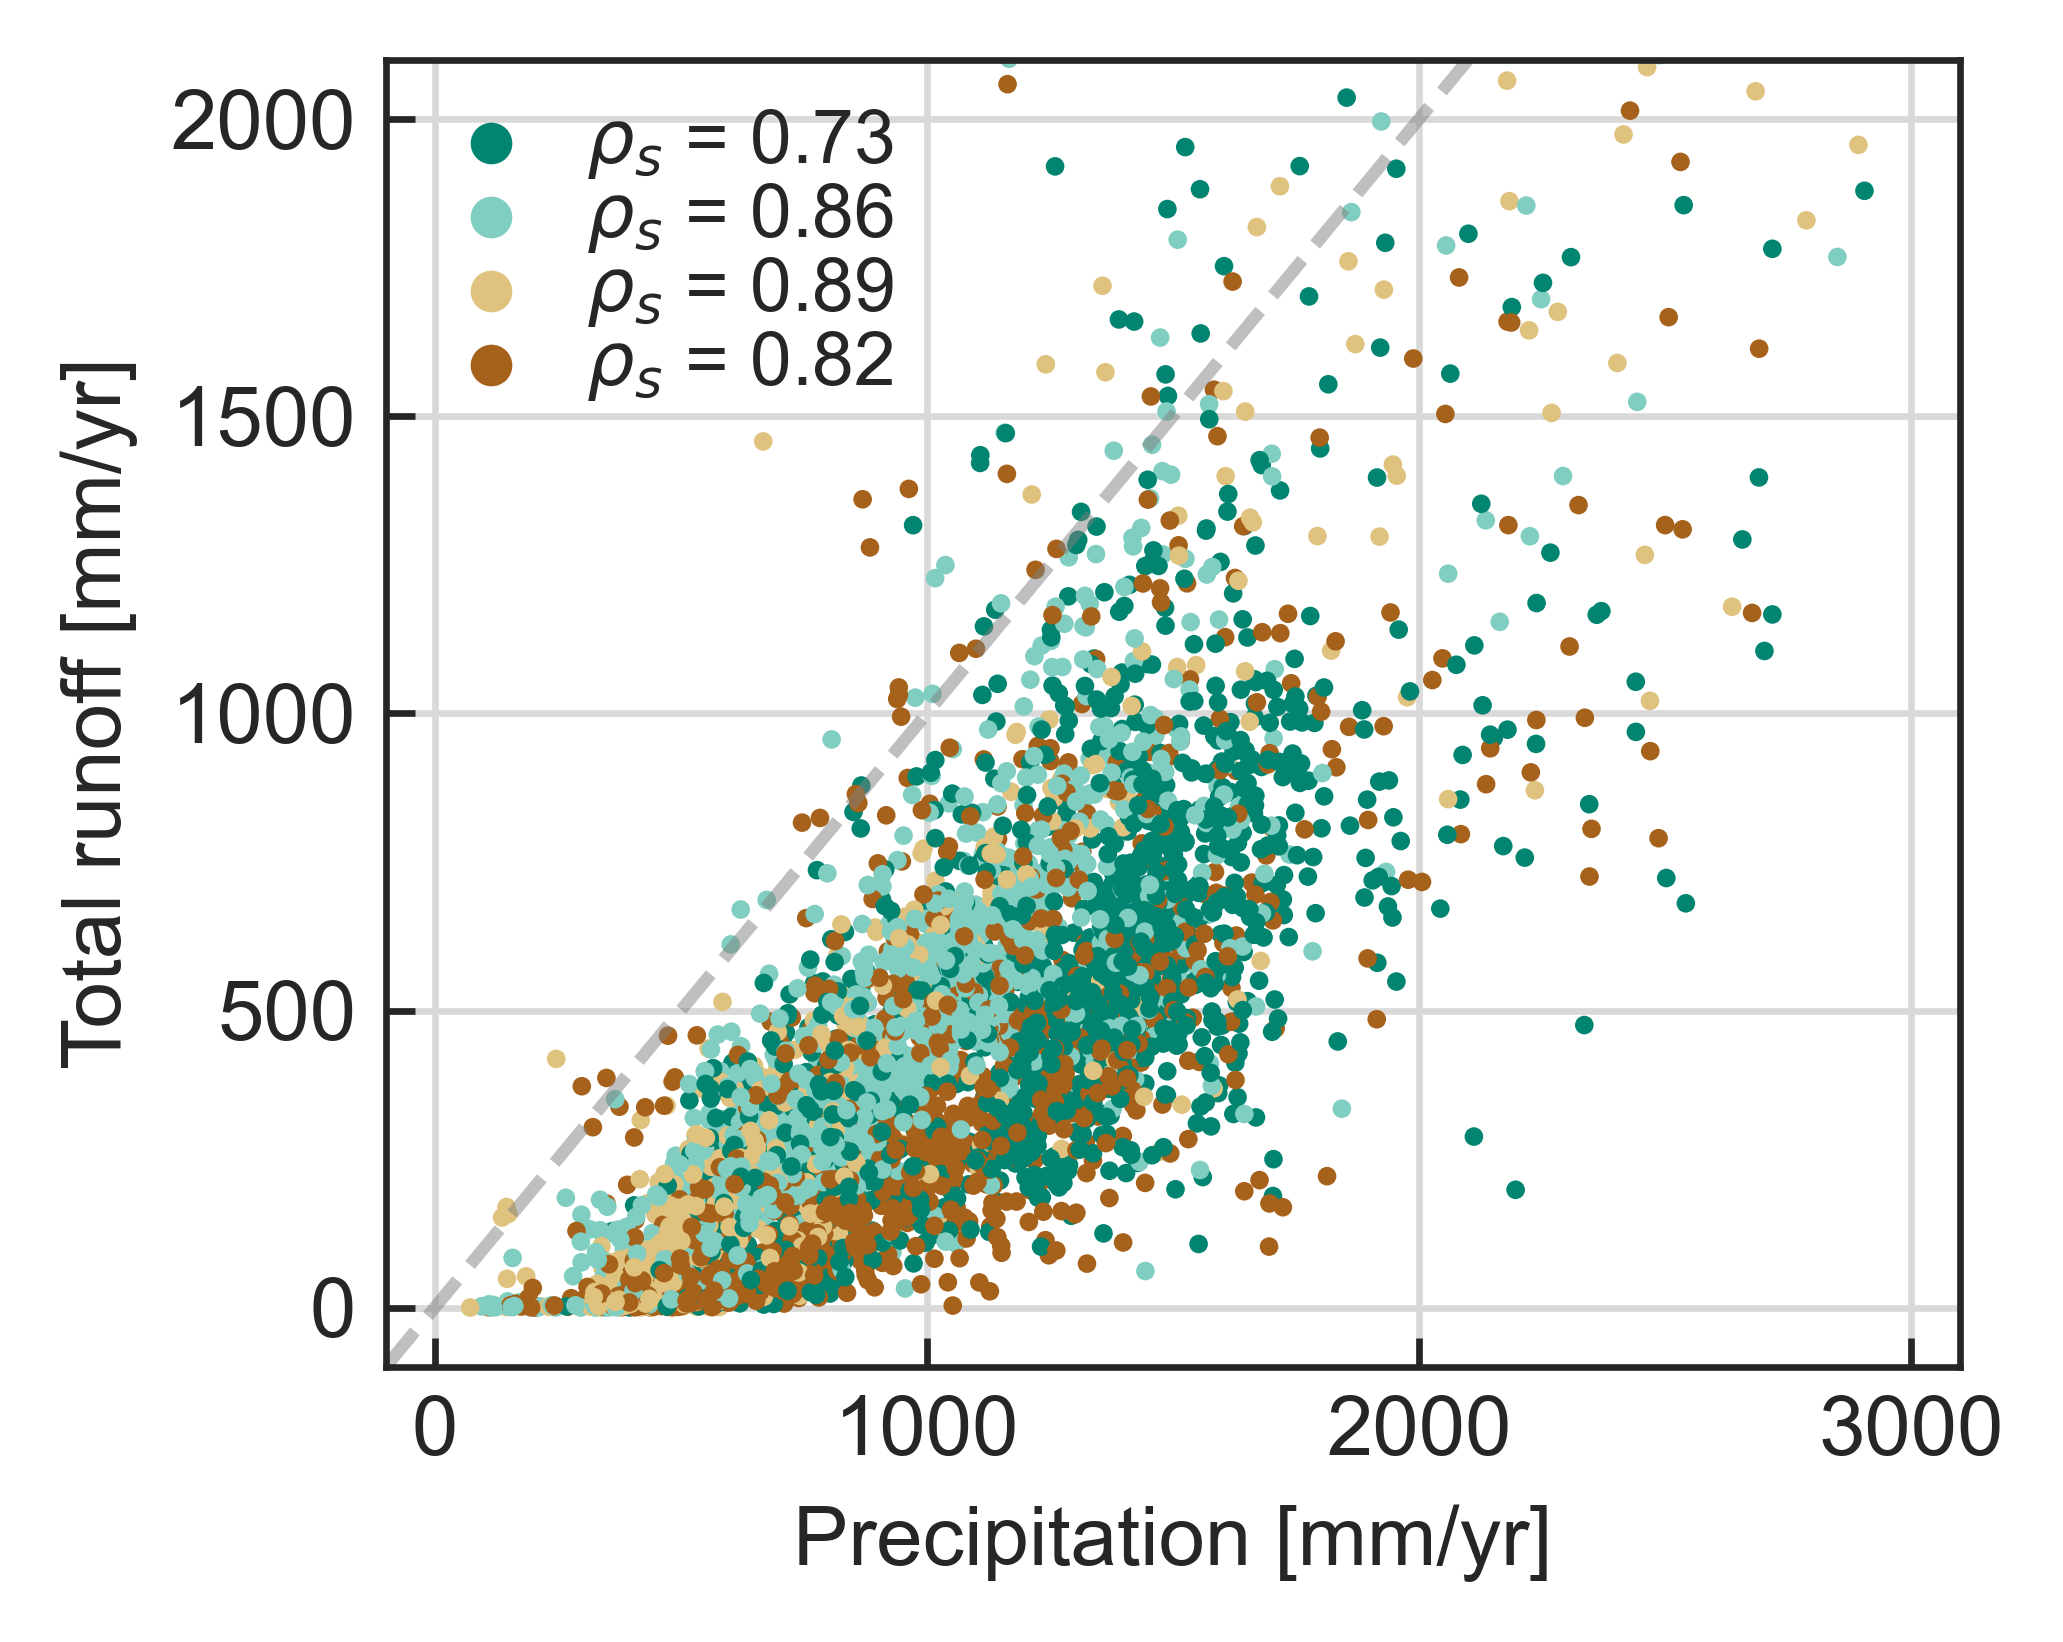 2000
1500
1000
500
0
Total runoff [mm/yr]
ρs = 0.73
ρs = 0.86
ρs = 0.89
ρs = 0.82
0 1000 2000 3000
Precipitation [mm/yr]